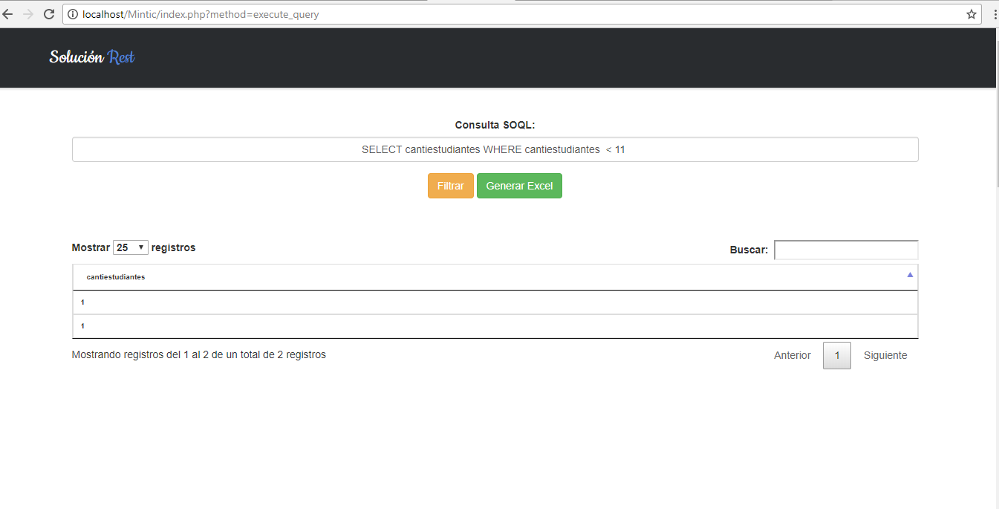 localhost/Mintic/index.php?method=execute_query
Solución Rest
Consulta SOQL:
SELECT cantiestudiantes WHERE cantiestudiantes  < 11
Filtrar Generar Excel
Mostrar 25 registros
Buscar:
cantiestudiantes
1
1
Mostrando registros del 1 al 2 de un total de 2 registros
Anterior 1 Siguiente